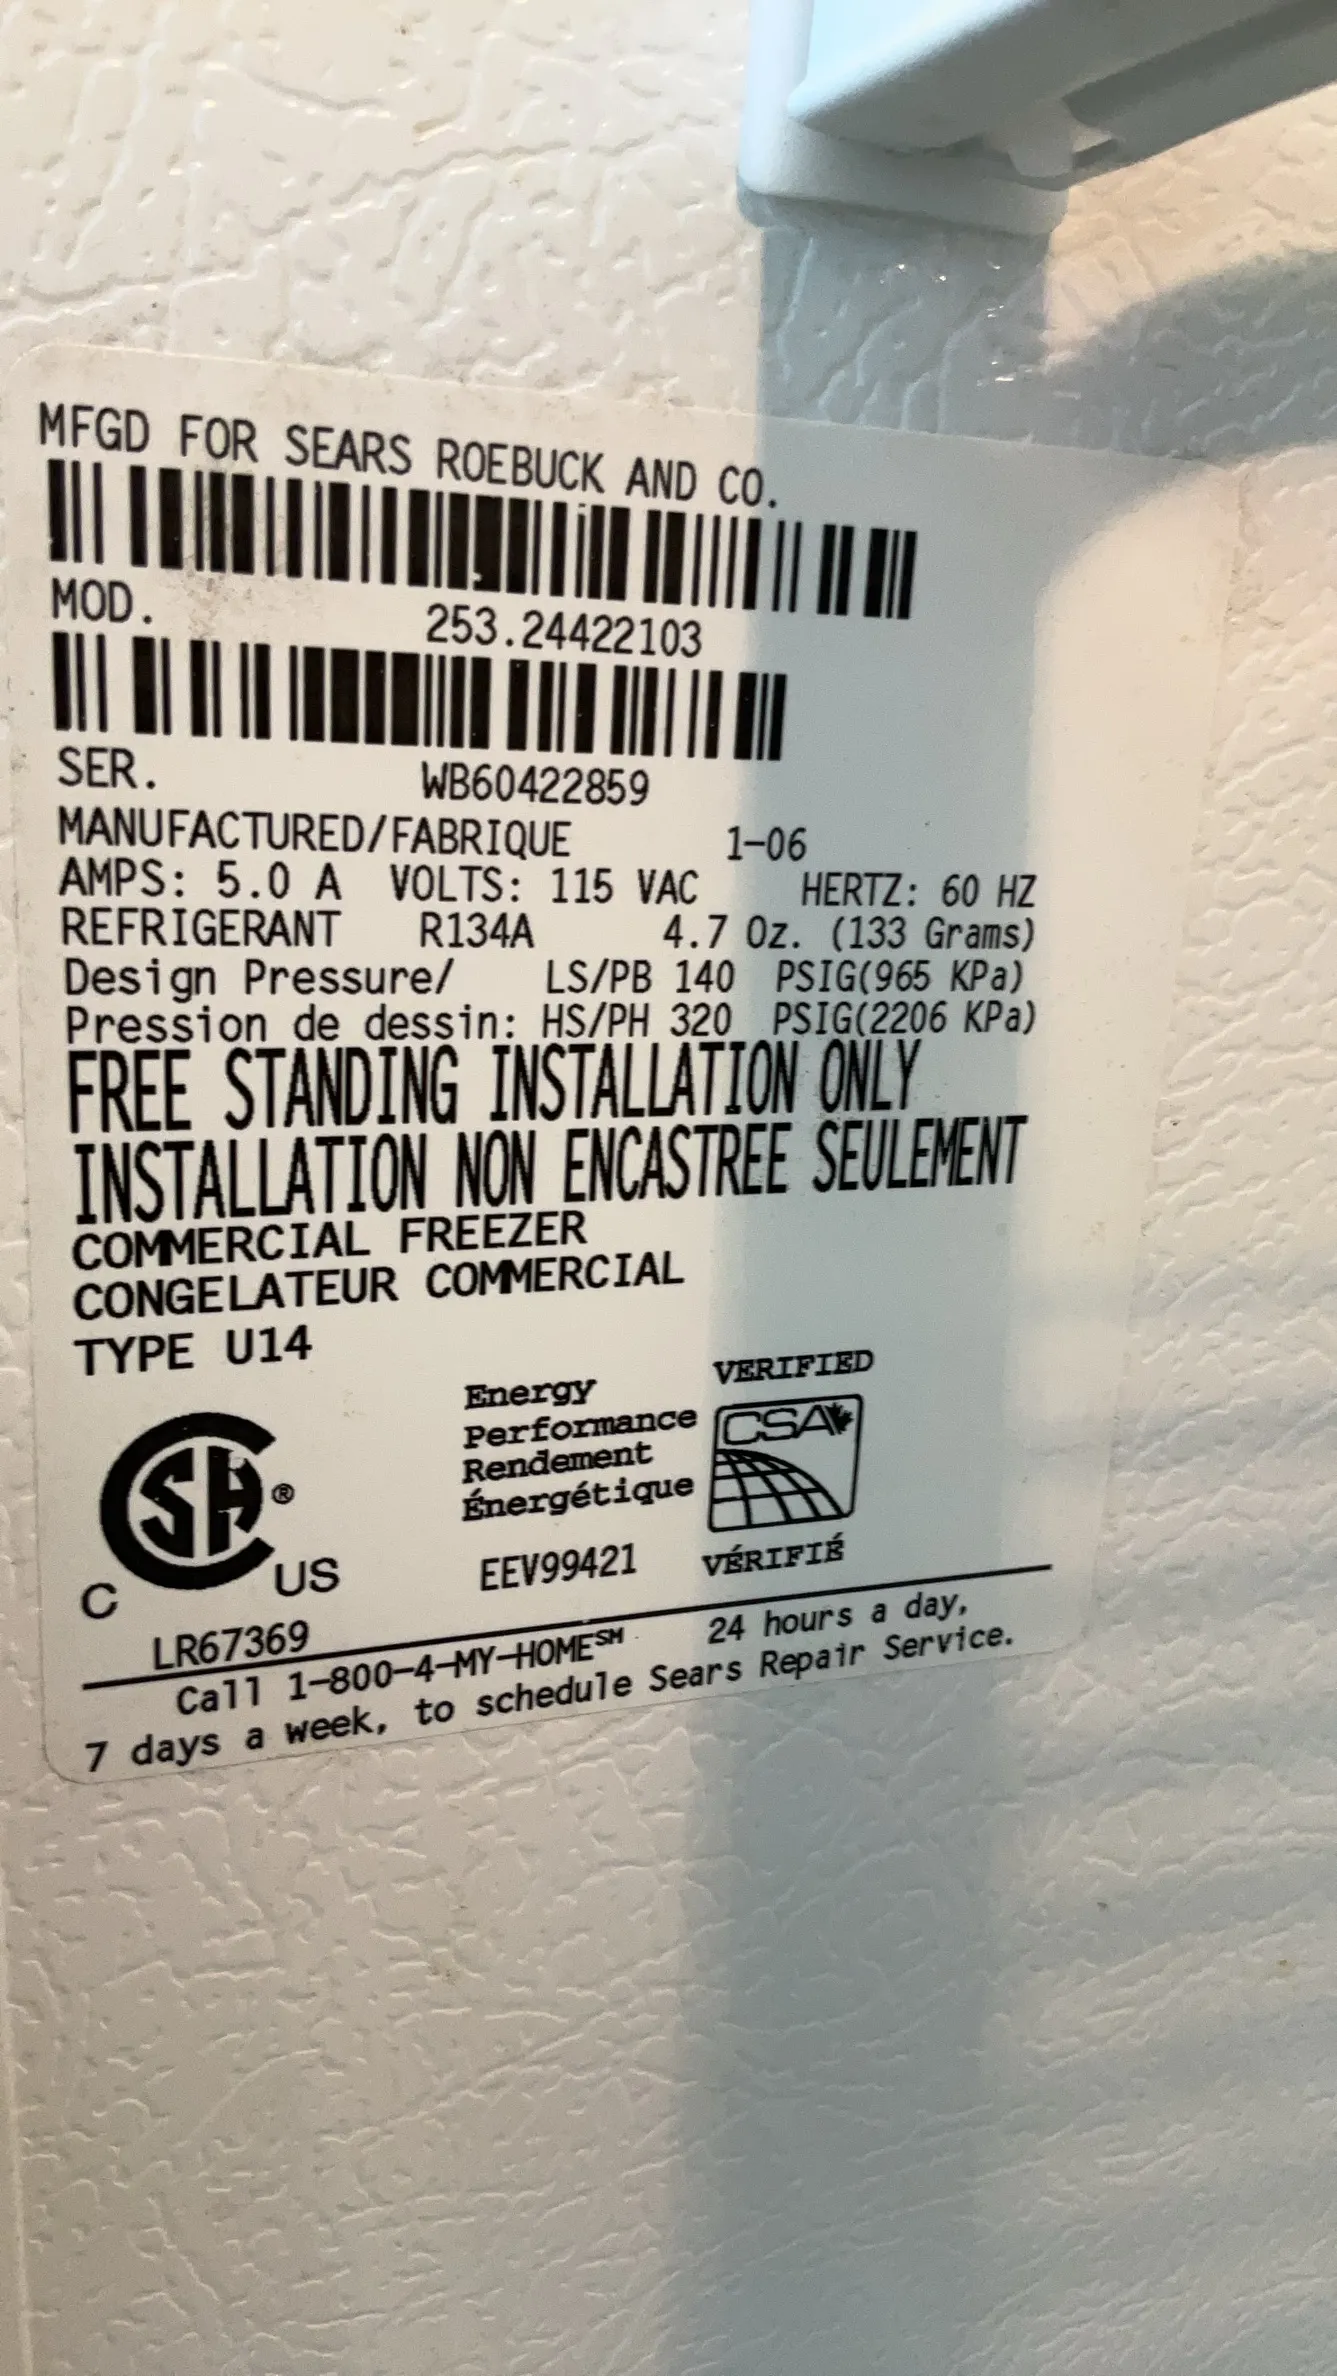 MFGD FOR SEARS ROEBUCK AND CO.
MOD. 253.24422103
SER. WB60422859
MANUFACTURED/FABRIQUE 1-06
AMPS: 5.0 A VOLTS: 115 VAC HERTZ: 60 HZ
REFRIGERANT R134A 4.7 Oz. (133 Grams)
Design Pressure/ LS/PB 140 PSIG(965 KPa)
Pression de dessin: HS/PH 320 PSIG(2206 KPa)
FREE STANDING INSTALLATION ONLY
INSTALLATION NON ENCASTREE SEULEMENT
COMMERCIAL FREEZER
CONGELATEUR COMMERCIAL
TYPE U14
Energy
Performance
Rendement
Énergétique
EEV99421
VERIFIED
CSA
VÉRIFIÉ
CSA®
C US
LR67369
Call 1-800-4-MY-HOME℠ 24 hours a day,
7 days a week, to schedule Sears Repair Service.